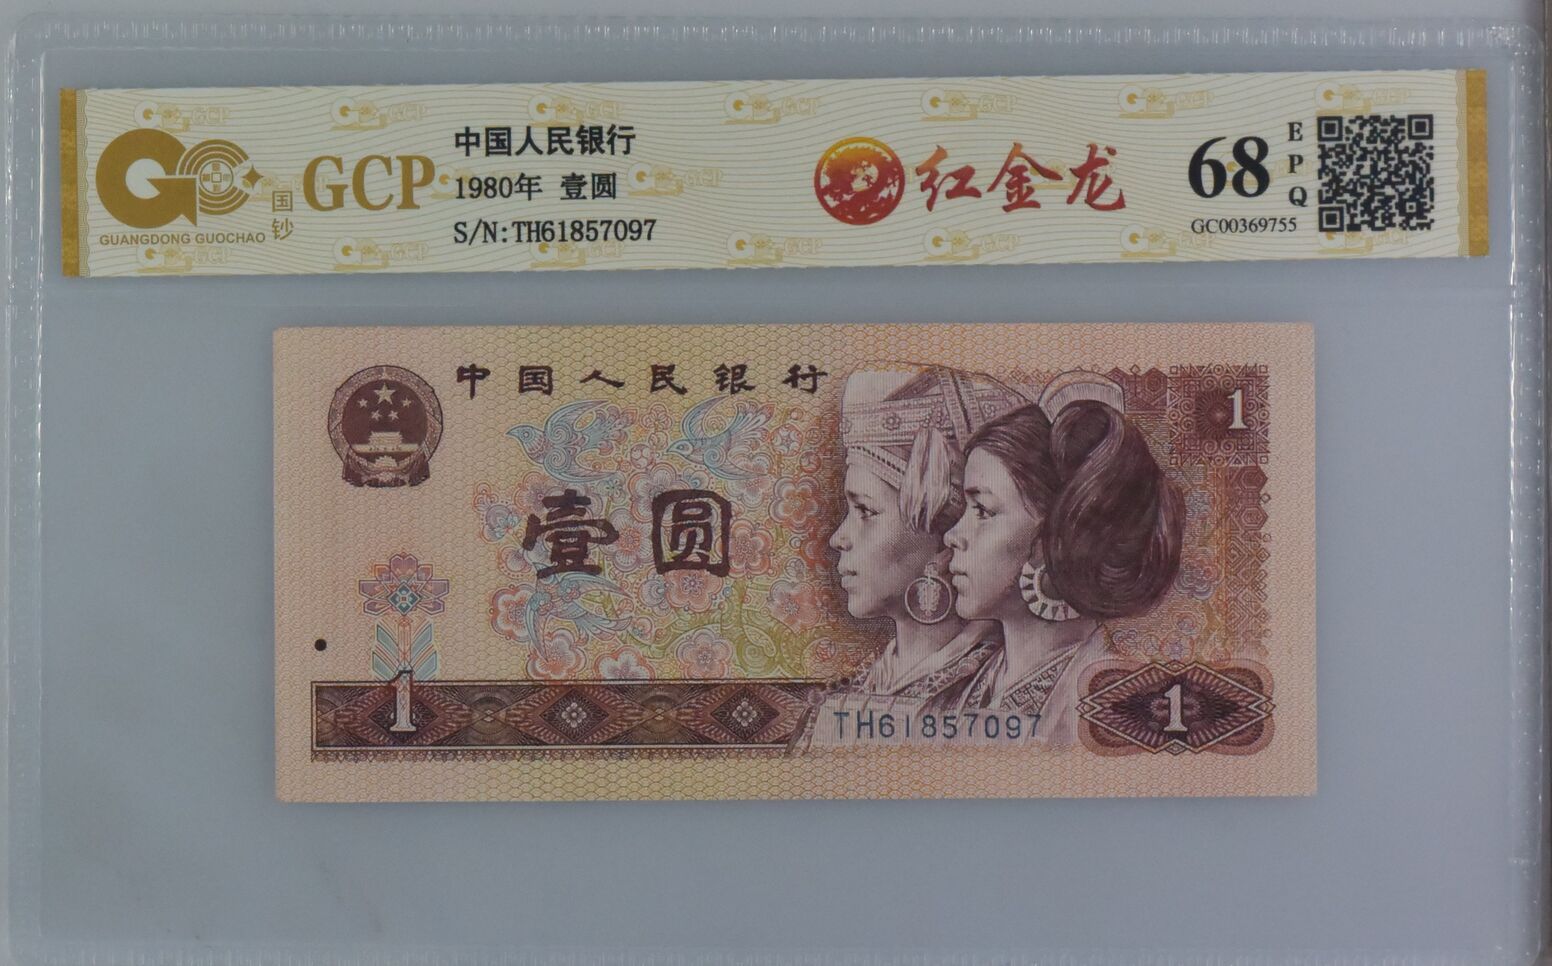 GCP
GUANGDONG GUOCHAO
国钞
中国人民银行
1980年 壹圆
S/N:TH61857097
红金龙
68
EPQ
GC00369755
中国人民银行
1
壹圆
1
TH61857097
1